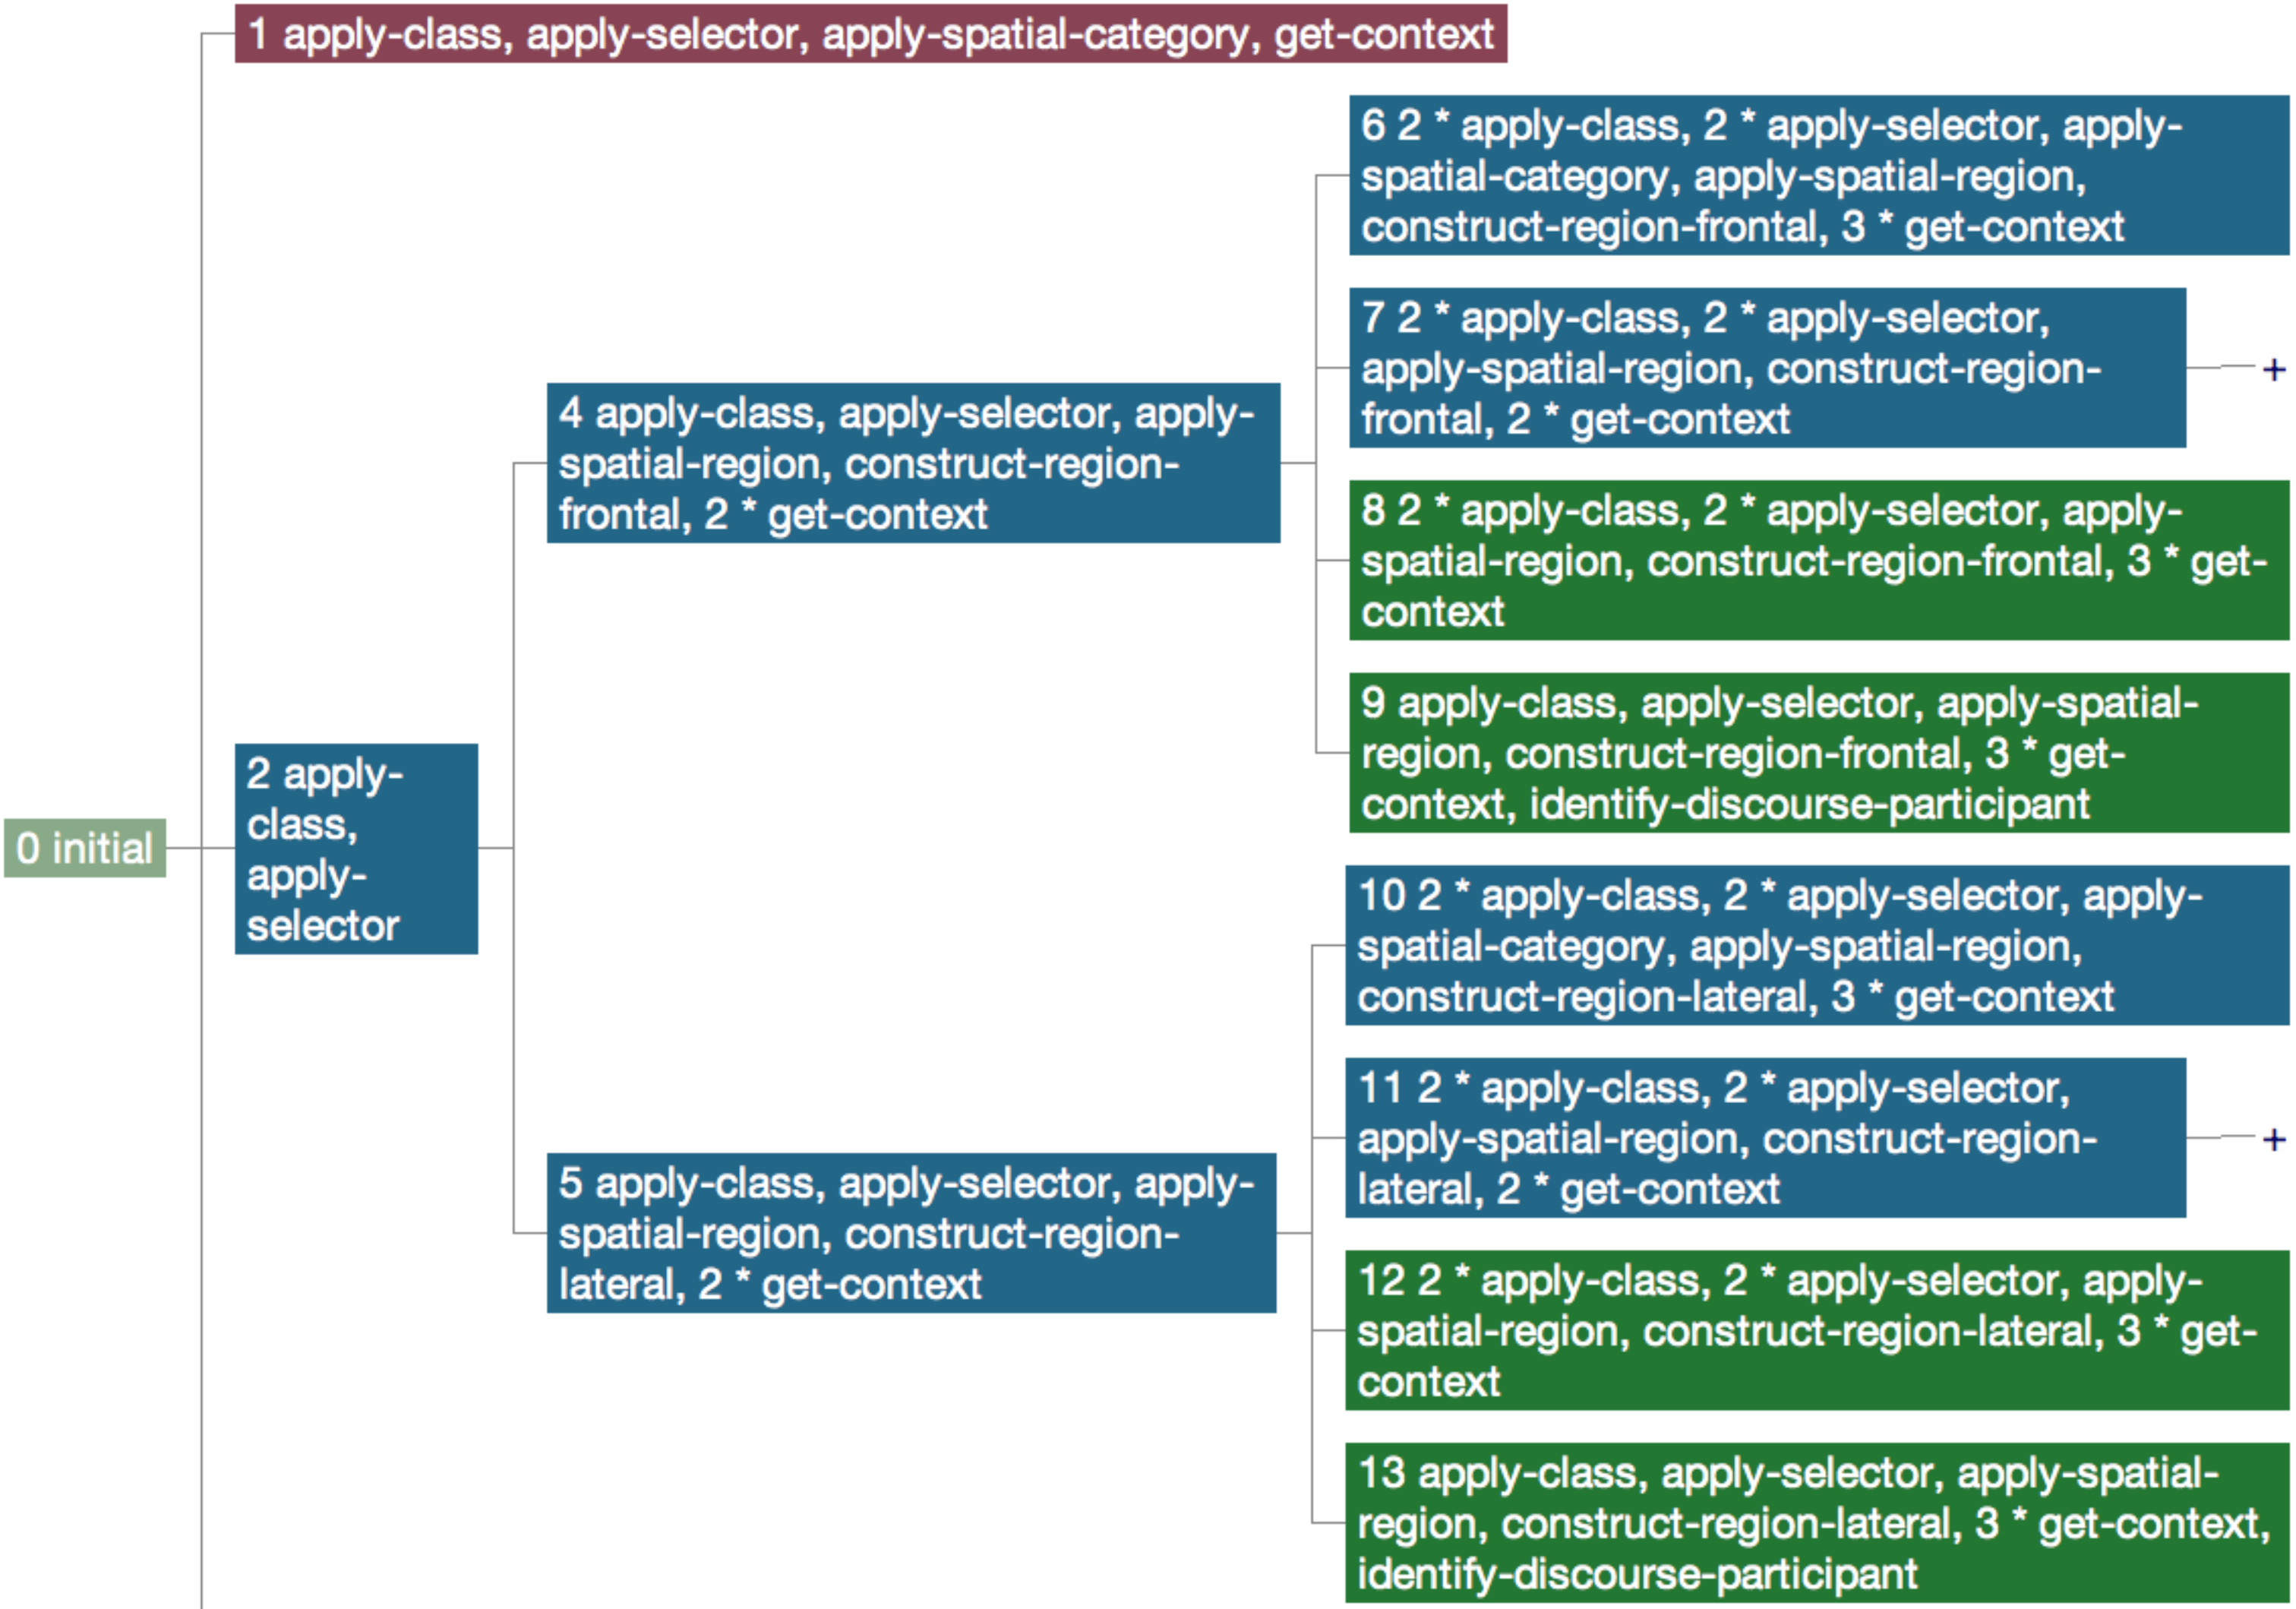 1 apply-class, apply-selector, apply-spatial-category, get-context
6 2 * apply-class, 2 * apply-selector, apply-
spatial-category, apply-spatial-region,
construct-region-frontal, 3 * get-context
7 2 * apply-class, 2 * apply-selector,
apply-spatial-region, construct-region-
frontal, 2 * get-context
+
4 apply-class, apply-selector, apply-
spatial-region, construct-region-
frontal, 2 * get-context
8 2 * apply-class, 2 * apply-selector, apply-
spatial-region, construct-region-frontal, 3 * get-
context
9 apply-class, apply-selector, apply-spatial-
region, construct-region-frontal, 3 * get-
context, identify-discourse-participant
2 apply-
class,
apply-
selector
0 initial
10 2 * apply-class, 2 * apply-selector, apply-
spatial-category, apply-spatial-region,
construct-region-lateral, 3 * get-context
11 2 * apply-class, 2 * apply-selector,
apply-spatial-region, construct-region-
lateral, 2 * get-context
+
5 apply-class, apply-selector, apply-
spatial-region, construct-region-
lateral, 2 * get-context
12 2 * apply-class, 2 * apply-selector, apply-
spatial-region, construct-region-lateral, 3 * get-
context
13 apply-class, apply-selector, apply-spatial-
region, construct-region-lateral, 3 * get-context,
identify-discourse-participant